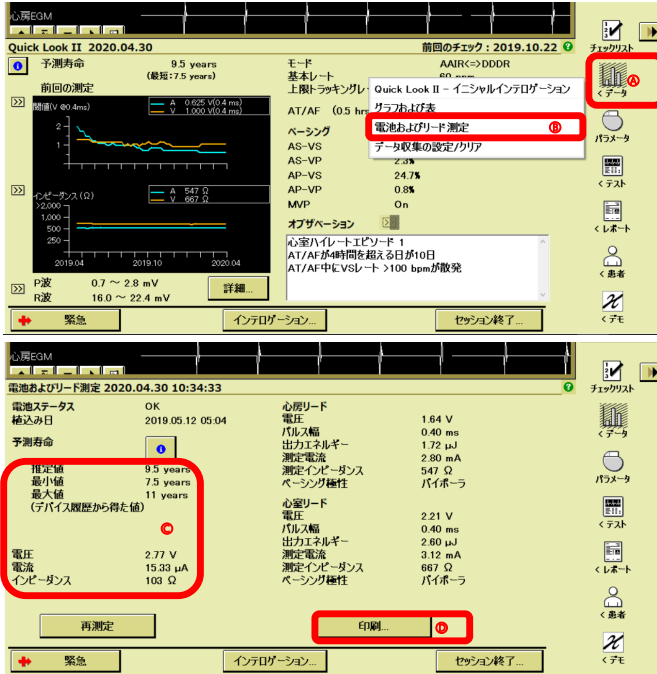 心房EGM
Quick Look II 2020.04.30
前回のチェック : 2019.10.22
予測寿命
9.5 years
(最短:7.5 years)
前回の測定
閾値(V @0.4ms)
A 0.625 V(0.4 ms)
V 1.000 V(0.4 ms)
2
1
インピーダンス(Ω)
A 547 Ω
V 667 Ω
>2,000
1,000
500
250
2019.04 2019.10 2020.04
P波 0.7 ~ 2.8 mV
R波 16.0 ~ 22.4 mV
詳細...
モード AAIR<=>DDDR
基本レート
上限トラッキングレ
AT/AF (0.5 hrs
ペーシング
AS-VS
AS-VP 2.3%
AP-VS 24.7%
AP-VP 0.8%
MVP On
Quick Look II - イニシャルインテロゲーション
グラフおよび表
電池およびリード測定 B
データ収集の設定/クリア
オブザベーション
心室ハイレートエピソード 1
AT/AFが4時間を超える日が10日
AT/AF中にVSレート >100 bpmが散発
緊急
インテロゲーション...
セッション終了...
チェックリスト
< データ A
パラメータ
< テスト
< レポート
< 患者
< デモ
心房EGM
電池およびリード測定 2020.04.30 10:34:33
電池ステータス OK
植込み日 2019.05.12 05:04
予測寿命
推定値 9.5 years
最小値 7.5 years
最大値 11 years
(デバイス履歴から得た値)
C
電圧 2.77 V
電流 15.33 µA
インピーダンス 103 Ω
心房リード
電圧 1.64 V
パルス幅 0.40 ms
出力エネルギー 1.72 µJ
測定電流 2.80 mA
測定インピーダンス 547 Ω
ペーシング極性 バイポーラ
心室リード
電圧 2.21 V
パルス幅 0.40 ms
出力エネルギー 2.60 µJ
測定電流 3.12 mA
測定インピーダンス 667 Ω
ペーシング極性 バイポーラ
再測定
印刷... D
緊急
インテロゲーション...
セッション終了...
チェックリスト
< データ
パラメータ
< テスト
< レポート
< 患者
< デモ